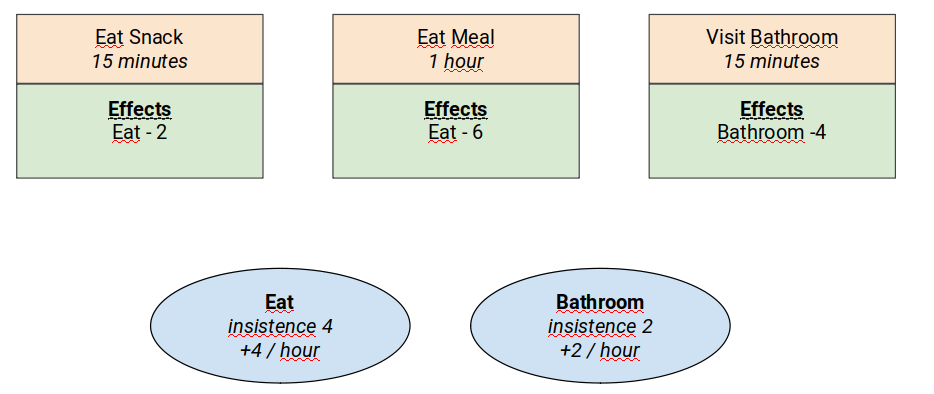 Eat Snack
15 minutes
Effects
Eat - 2
Eat Meal
1 hour
Effects
Eat - 6
Visit Bathroom
15 minutes
Effects
Bathroom -4
Eat
insistence 4
+4 / hour
Bathroom
insistence 2
+2 / hour